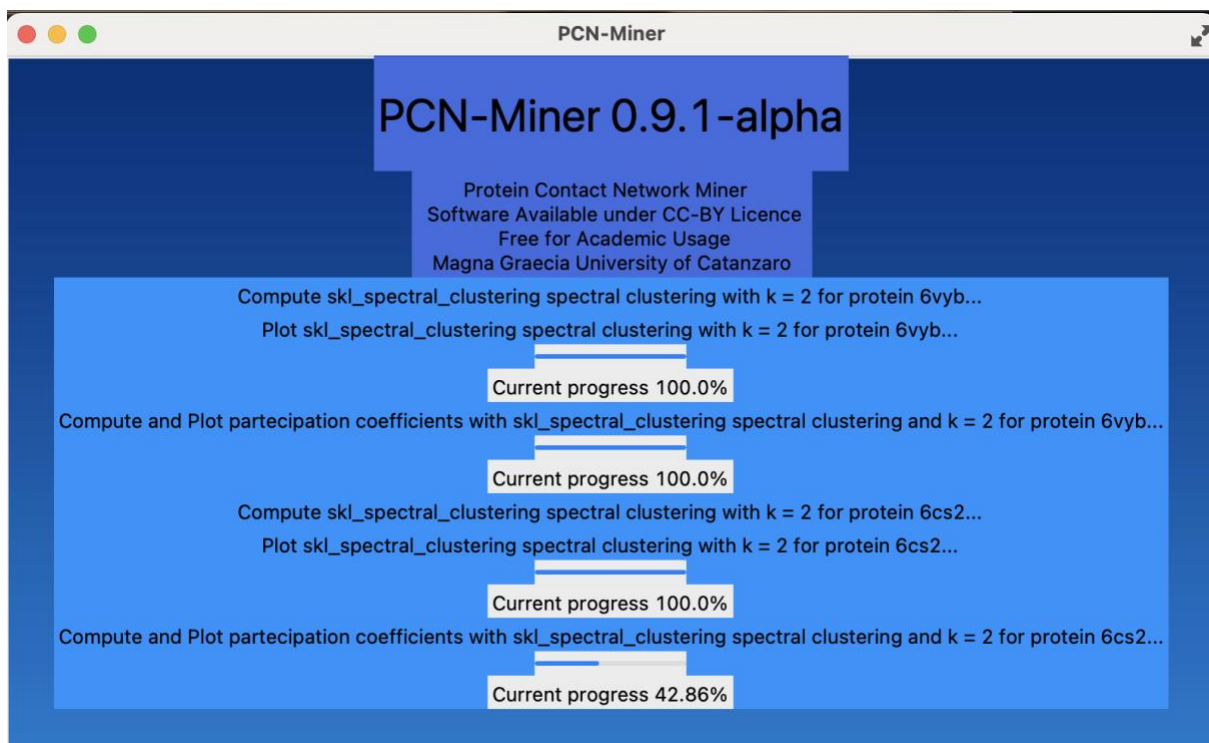 PCN-Miner
PCN-Miner 0.9.1-alpha
Protein Contact Network Miner
Software Available under CC-BY Licence
Free for Academic Usage
Magna Graecia University of Catanzaro
Compute skl_spectral_clustering spectral clustering with k = 2 for protein 6vyb...
Plot skl_spectral_clustering spectral clustering with k = 2 for protein 6vyb...
Current progress 100.0%
Compute and Plot partecipation coefficients with skl_spectral_clustering spectral clustering and k = 2 for protein 6vyb...
Current progress 100.0%
Compute skl_spectral_clustering spectral clustering with k = 2 for protein 6cs2...
Plot skl_spectral_clustering spectral clustering with k = 2 for protein 6cs2...
Current progress 100.0%
Compute and Plot partecipation coefficients with skl_spectral_clustering spectral clustering and k = 2 for protein 6cs2...
Current progress 42.86%